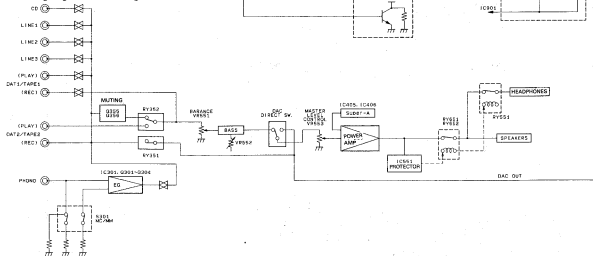 CD
IC901
LINE1
LINE2
LINE3
(PLAY)
DAT1/TAPE1
(REC)
MUTING
Q355
Q356
RY352
BARANCE
VR551
BASS
VR552
DAC
DIRECT SW.
MASTER
LEVEL
CONTROL
VR553
IC405, IC406
Super-A
POWER
AMP
RY611
RY612
RY551
HEADPHONES
SPEAKERS
(PLAY)
DAT2/TAPE2
(REC)
RY351
IC551
PROTECTOR
DAC OUT
IC301, Q301~Q304
PHONO
EQ
S301
MC/MM